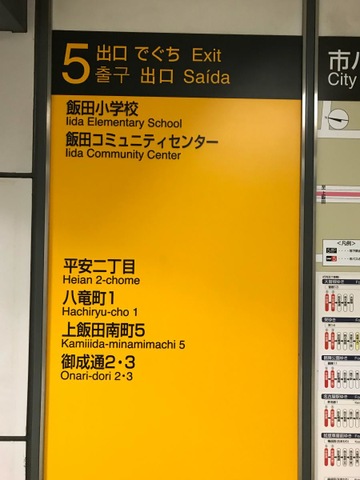 5 出口 でぐち Exit
출구 出口 Saída
飯田小学校
Iida Elementary School
飯田コミュニティセンター
Iida Community Center
平安二丁目
Heian 2-chome
八竜町1
Hachiryu-cho 1
上飯田南町5
Kamiiida-minamimachi 5
御成通2・3
Onari-dori 2・3
市
City
<凡例>